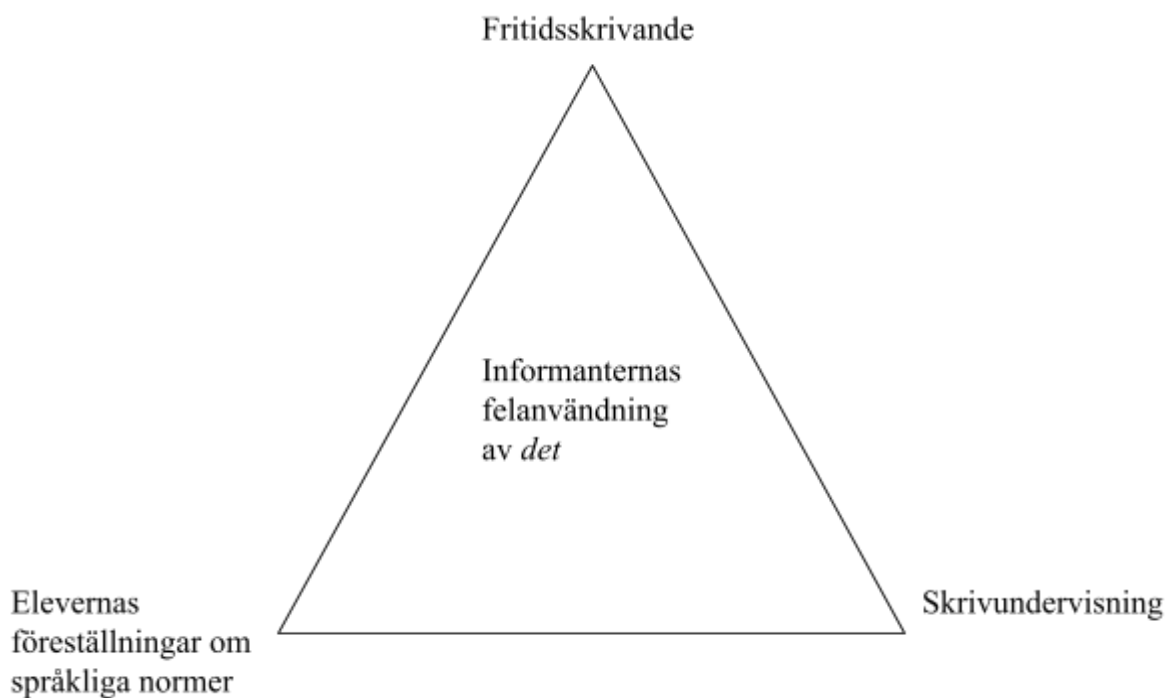 Fritidsskrivande
Informanternas
felanvändning
av det
Elevernas
föreställningar om
språkliga normer
Skrivundervisning